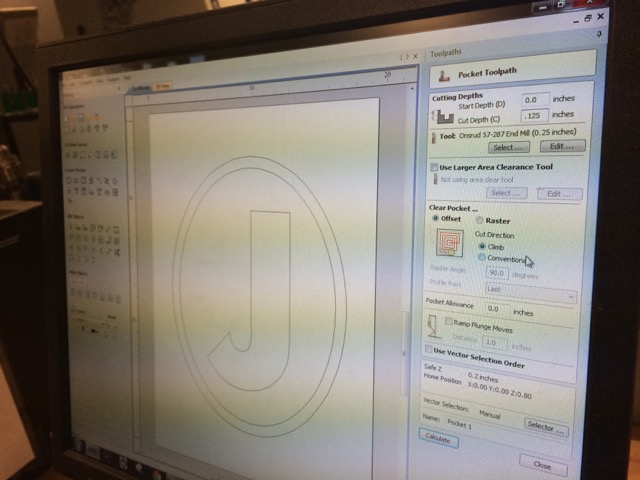 Toolpaths
Pocket Toolpath
Cutting Depths
Start Depth (D) 0.0 inches
Cut Depth (C) .125 inches
Tool: Onsrud 57-287 End Mill (0.25 inches)
Select ... Edit ...
Use Larger Area Clearance Tool
Not using area clear tool
Select ... Edit ...
Clear Pocket ...
Offset Raster
Cut Direction
Climb
Conventional
Raster Angle 90.0 degrees
Profile Pass Last
Pocket Allowance 0.0 inches
Ramp Plunge Moves
Distance 1.0 inches
Use Vector Selection Order
Safe Z 0.2 inches
Home Position X:0.00 Y:0.00 Z:0.80
Vector Selection: Manual
Selector ...
Name: Pocket 1
Calculate
Close
20
J